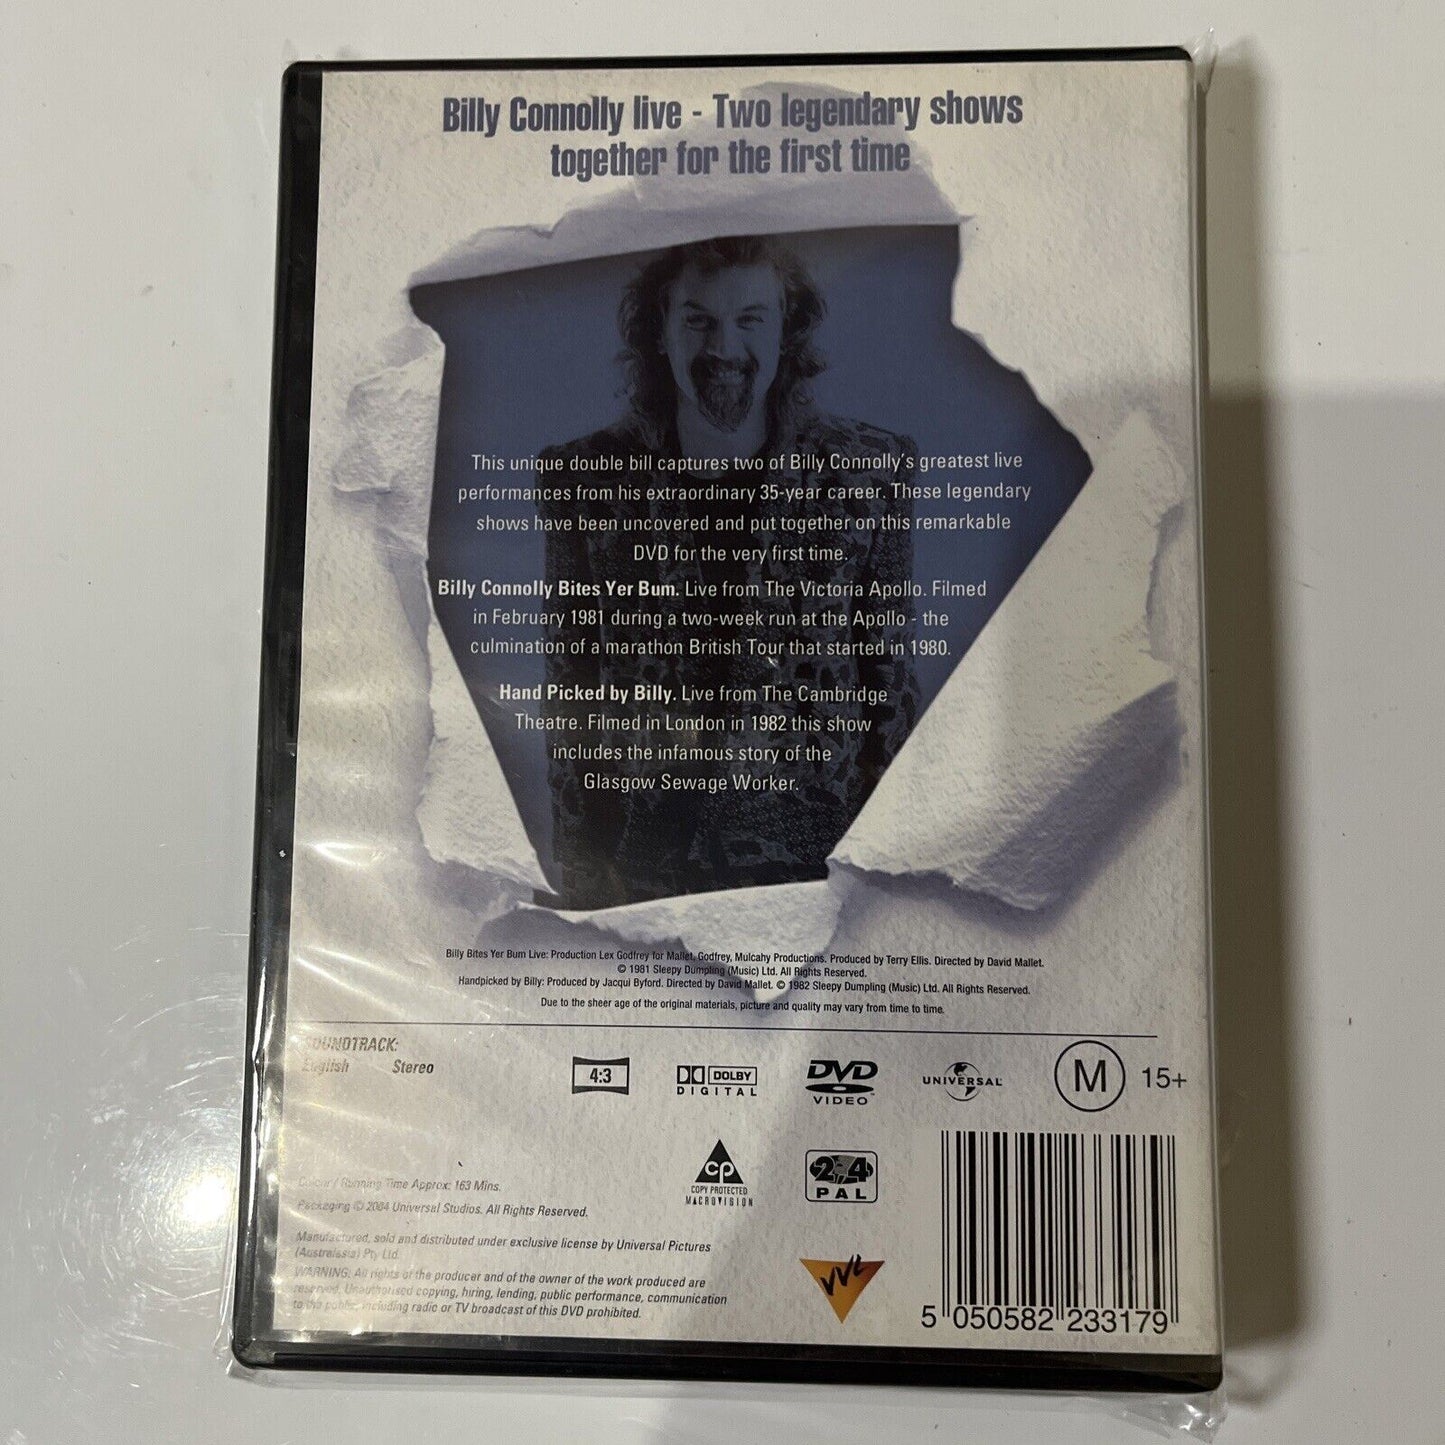 Billy Connolly live - Two legendary shows
together for the first time
This unique double bill captures two of Billy Connolly's greatest live
performances from his extraordinary 35-year career. These legendary
shows have been uncovered and put together on this remarkable
DVD for the very first time.
Billy Connolly Bites Yer Bum. Live from The Victoria Apollo. Filmed
in February 1981 during a two-week run at the Apollo - the
culmination of a marathon British Tour that started in 1980.
Hand Picked by Billy. Live from The Cambridge
Theatre. Filmed in London in 1982 this show
includes the infamous story of the
Glasgow Sewage Worker.
Billy Bites Yer Bum Live: Production Lex Godfrey for Mallet, Godfrey, Mulcahy Productions. Produced by Terry Ellis. Directed by David Mallet.
© 1981 Sleepy Dumpling (Music) Ltd. All Rights Reserved.
Handpicked by Billy: Produced by Jacqui Byford. Directed by David Mallet. © 1982 Sleepy Dumpling (Music) Ltd. All Rights Reserved.
Due to the sheer age of the original materials, picture and quality may vary from time to time.
SOUNDTRACK:
English Stereo
4:3
DOLBY
DIGITAL
DVD
VIDEO
UNIVERSAL
M 15+
cp
COPY PROTECTED
MACROVISION
2 4
PAL
Colour / Running Time Approx: 163 Mins.
Packaging © 2004 Universal Studios. All Rights Reserved.
Manufactured, sold and distributed under exclusive license by Universal Pictures
(Australasia) Pty Ltd.
WARNING: All rights of the producer and of the owner of the work produced are
reserved. Unauthorised copying, hiring, lending, public performance, communication
to the public, including radio or TV broadcast of this DVD prohibited.
VVL
5 050582 233179